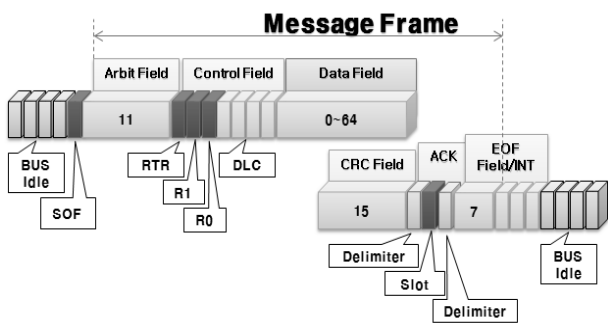 Message Frame
Arbit Field
Control Field
Data Field
11
0~64
BUS
Idle
SOF
RTR
R1
R0
DLC
CRC Field
ACK
EOF
Field/INT
15
7
Delimiter
Slot
Delimiter
BUS
Idle